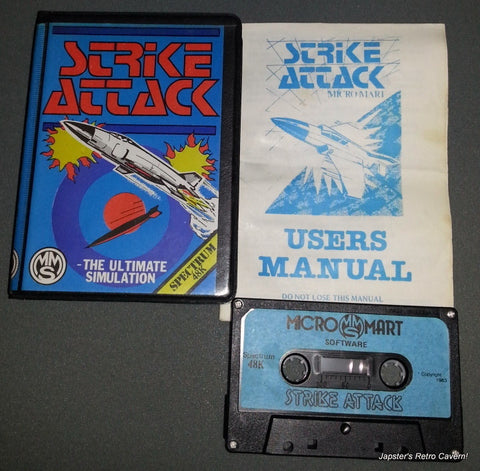 STRIKE
ATTACK
MMS
-THE ULTIMATE
SIMULATION
SPECTRUM
48K
STRIKE
ATTACK
MICRO-MART
USERS
MANUAL
DO NOT LOSE THIS MANUAL
MICRO MMS MART
SOFTWARE
Spectrum
48K
Copyright
1983
STRIKE ATTACK
Japster's Retro Cavern!